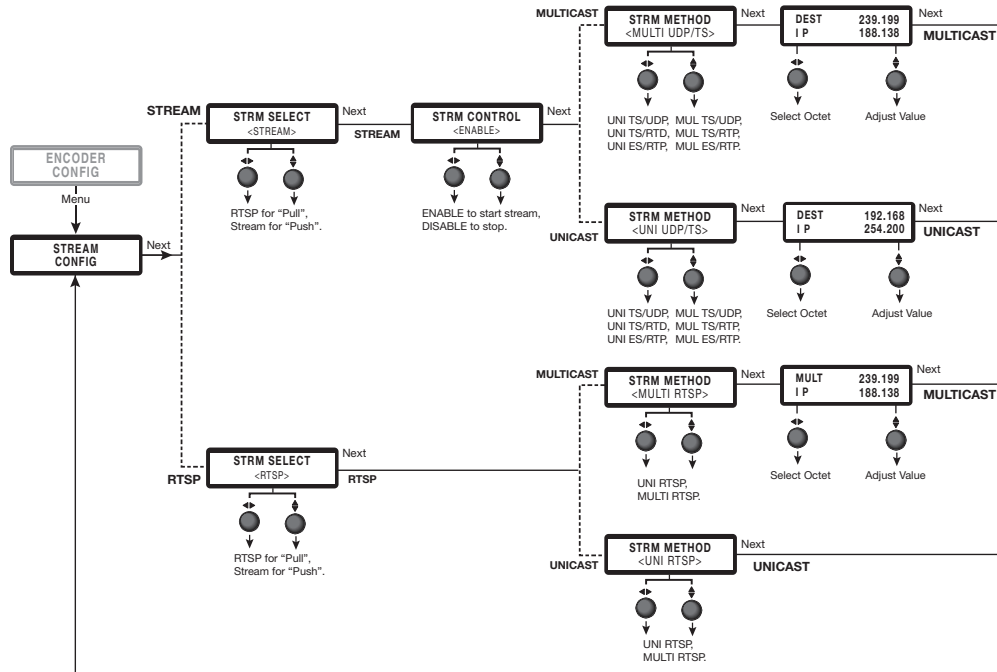 MULTICAST
STRM METHOD
<MULTI UDP/TS>
Next
DEST 239.199
I P 188.138
Next
MULTICAST
UNI TS/UDP, MUL TS/UDP,
UNI TS/RTD, MUL TS/RTP,
UNI ES/RTP, MUL ES/RTP.
Select Octet
Adjust Value
STREAM
STRM SELECT
<STREAM>
Next
STREAM
STRM CONTROL
<ENABLE>
Next
RTSP for “Pull”,
Stream for “Push”.
ENABLE to start stream,
DISABLE to stop.
ENCODER
CONFIG
Menu
STREAM
CONFIG
Next
UNICAST
STRM METHOD
<UNI UDP/TS>
Next
DEST 192.168
I P 254.200
Next
UNICAST
UNI TS/UDP, MUL TS/UDP,
UNI TS/RTD, MUL TS/RTP,
UNI ES/RTP, MUL ES/RTP.
Select Octet
Adjust Value
MULTICAST
STRM METHOD
<MULTI RTSP>
Next
MULT 239.199
I P 188.138
Next
MULTICAST
UNI RTSP,
MULTI RTSP.
Select Octet
Adjust Value
RTSP
STRM SELECT
<RTSP>
Next
RTSP
RTSP for “Pull”,
Stream for “Push”.
UNICAST
STRM METHOD
<UNI RTSP>
Next
UNICAST
UNI RTSP,
MULTI RTSP.